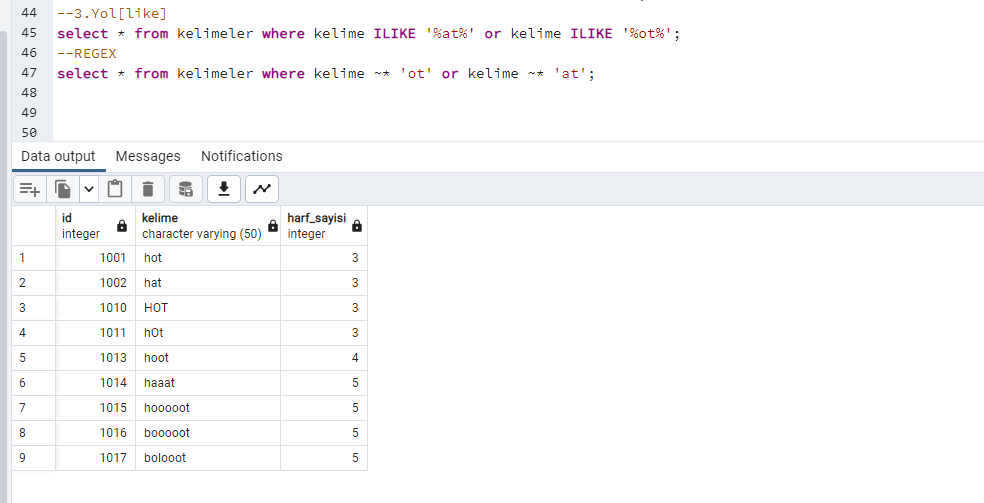 44 --3.Yol[like]
45 select * from kelimeler where kelime ILIKE '%at%' or kelime ILIKE '%ot%';
46 --REGEX
47 select * from kelimeler where kelime ~* 'ot' or kelime ~* 'at';
48
49
50
Data output Messages Notifications
id kelime harf_sayisi
integer character varying (50) integer
1 1001 hot 3
2 1002 hat 3
3 1010 HOT 3
4 1011 hOt 3
5 1013 hoot 4
6 1014 haaat 5
7 1015 hooooot 5
8 1016 booooot 5
9 1017 bolooot 5